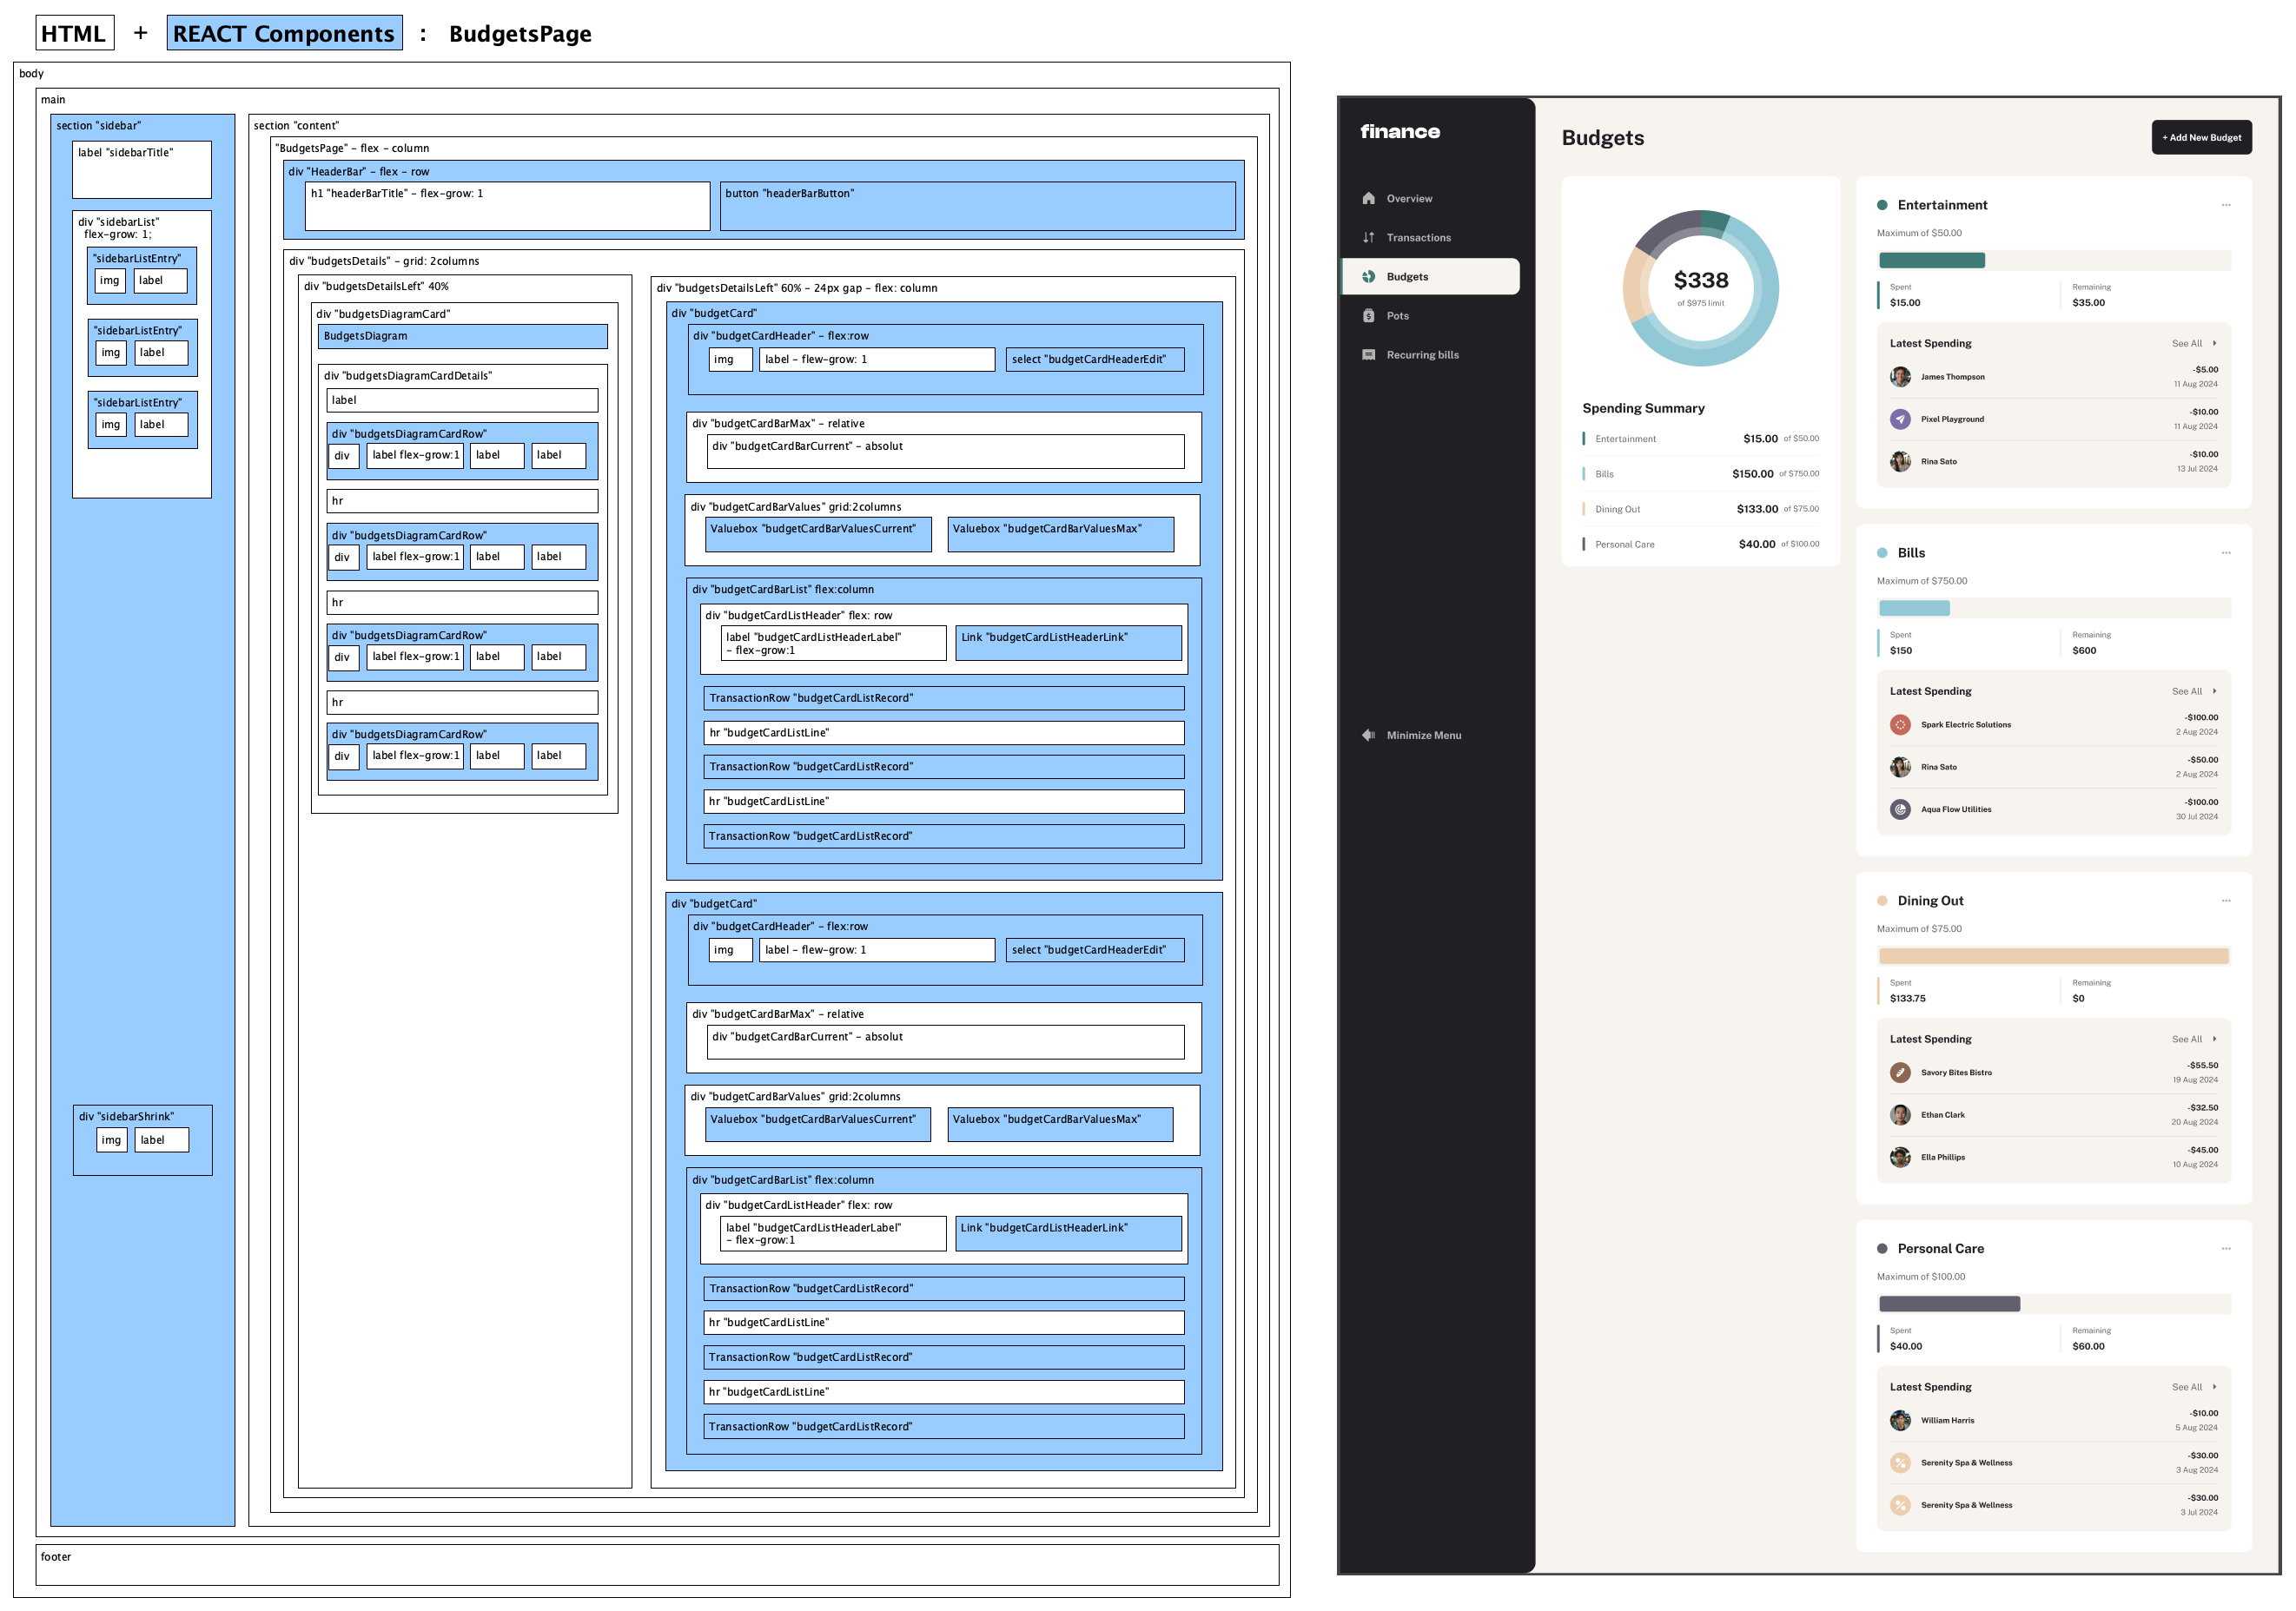 HTML + REACT Components : BudgetsPage
body
main
section "sidebar"
label "sidebarTitle"
div "sidebarList"
flex-grow: 1;
"sidebarListEntry"
img label
"sidebarListEntry"
img label
"sidebarListEntry"
img label
div "sidebarShrink"
img label
section "content"
"BudgetsPage" - flex - column
div "HeaderBar" - flex - row
h1 "headerBarTitle" - flex-grow: 1
button "headerBarButton"
div "budgetsDetails" - grid: 2columns
div "budgetsDetailsLeft" 40%
div "budgetsDiagramCard"
BudgetsDiagram
div "budgetsDiagramCardDetails"
label
div "budgetsDiagramCardRow"
div label flex-grow:1 label label
hr
div "budgetsDiagramCardRow"
div label flex-grow:1 label label
hr
div "budgetsDiagramCardRow"
div label flex-grow:1 label label
hr
div "budgetsDiagramCardRow"
div label flex-grow:1 label label
div "budgetsDetailsLeft" 60% - 24px gap - flex: column
div "budgetCard"
div "budgetCardHeader" - flex:row
img label - flew-grow: 1 select "budgetCardHeaderEdit"
div "budgetCardBarMax" - relative
div "budgetCardBarCurrent" - absolut
div "budgetCardBarValues" grid:2columns
Valuebox "budgetCardBarValuesCurrent" Valuebox "budgetCardBarValuesMax"
div "budgetCardBarList" flex:column
div "budgetCardListHeader" flex: row
label "budgetCardListHeaderLabel"
- flex-grow:1
Link "budgetCardListHeaderLink"
TransactionRow "budgetCardListRecord"
hr "budgetCardListLine"
TransactionRow "budgetCardListRecord"
hr "budgetCardListLine"
TransactionRow "budgetCardListRecord"
div "budgetCard"
div "budgetCardHeader" - flex:row
img label - flew-grow: 1 select "budgetCardHeaderEdit"
div "budgetCardBarMax" - relative
div "budgetCardBarCurrent" - absolut
div "budgetCardBarValues" grid:2columns
Valuebox "budgetCardBarValuesCurrent" Valuebox "budgetCardBarValuesMax"
div "budgetCardBarList" flex:column
div "budgetCardListHeader" flex: row
label "budgetCardListHeaderLabel"
- flex-grow:1
Link "budgetCardListHeaderLink"
TransactionRow "budgetCardListRecord"
hr "budgetCardListLine"
TransactionRow "budgetCardListRecord"
hr "budgetCardListLine"
TransactionRow "budgetCardListRecord"
footer
finance
Overview
Transactions
Budgets
Pots
Recurring bills
Minimize Menu
Budgets
+ Add New Budget
$338
of $975 limit
Spending Summary
Entertainment $15.00 of $50.00
Bills $150.00 of $750.00
Dining Out $133.00 of $75.00
Personal Care $40.00 of $100.00
Entertainment ...
Maximum of $50.00
Spent Remaining
$15.00 $35.00
Latest Spending See All
James Thompson -$5.00
11 Aug 2024
Pixel Playground -$10.00
11 Aug 2024
Rina Sato -$10.00
13 Jul 2024
Bills ...
Maximum of $750.00
Spent Remaining
$150 $600
Latest Spending See All
Spark Electric Solutions -$100.00
2 Aug 2024
Rina Sato -$50.00
2 Aug 2024
Aqua Flow Utilities -$100.00
30 Jul 2024
Dining Out ...
Maximum of $75.00
Spent Remaining
$133.75 $0
Latest Spending See All
Savory Bites Bistro -$55.50
19 Aug 2024
Ethan Clark -$32.50
20 Aug 2024
Ella Phillips -$45.00
10 Aug 2024
Personal Care ...
Maximum of $100.00
Spent Remaining
$40.00 $60.00
Latest Spending See All
William Harris -$10.00
5 Aug 2024
Serenity Spa & Wellness -$30.00
3 Aug 2024
Serenity Spa & Wellness -$30.00
3 Jul 2024